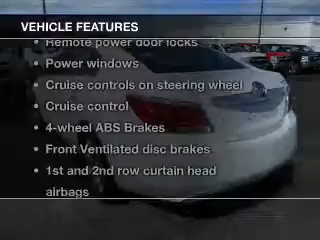 VEHICLE FEATURES
• Remote power door locks
• Power windows
• Cruise controls on steering wheel
• Cruise control
• 4-wheel ABS Brakes
• Front Ventilated disc brakes
• 1st and 2nd row curtain head
airbags